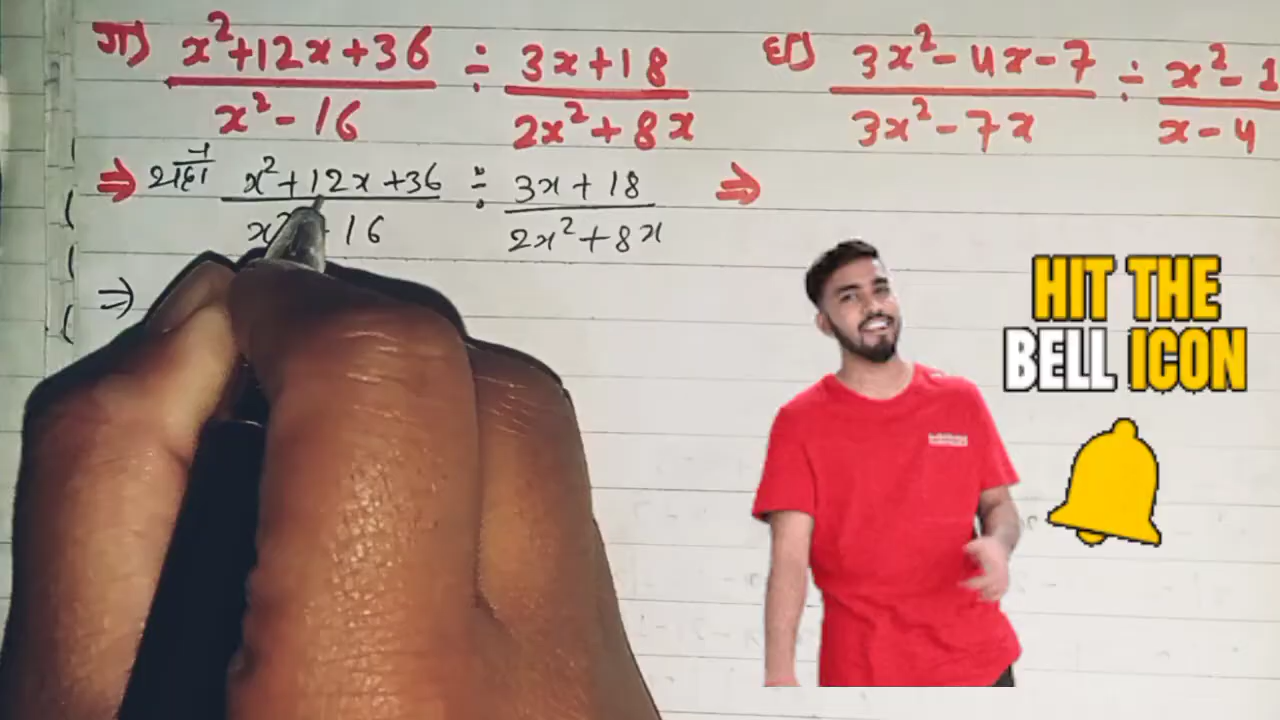 ग) x²+12x+36 / x²-16 ÷ 3x+18 / 2x²+8x
घ) 3x²-4x-7 / 3x²-7x ÷ x²-1 / x-4
⇒ यहाँ x²+12x+36 / x²-16 ÷ 3x+18 / 2x²+8x
⇒
⇒
HIT THE
BELL ICON